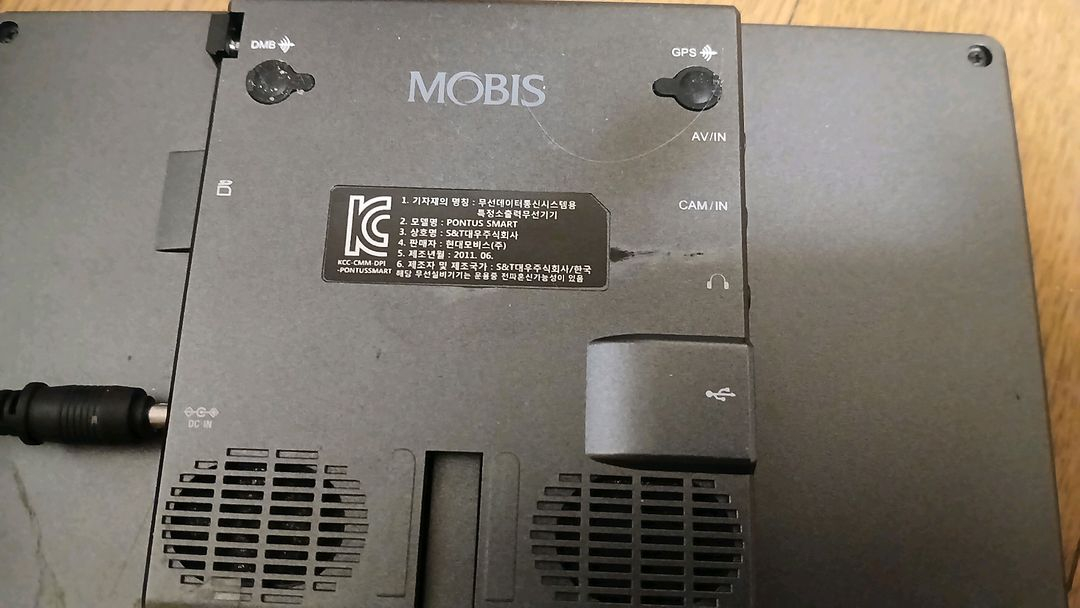 DMB
GPS
MOBIS
AV/IN
CAM/IN
1. 기자재의 명칭 : 무선데이터통신시스템용
특정소출력무선기기
2. 모델명 : PONTUS SMART
3. 상호명 : S&T대우주식회사
4. 판매자 : 현대모비스(주)
5. 제조년월 : 2011. 06.
6. 제조자 및 제조국가 : S&T대우주식회사/한국
해당 무선설비기기는 운용중 전파혼신가능성이 있음
KCC-CMM-DPI
-PONTUSSMART
DC IN